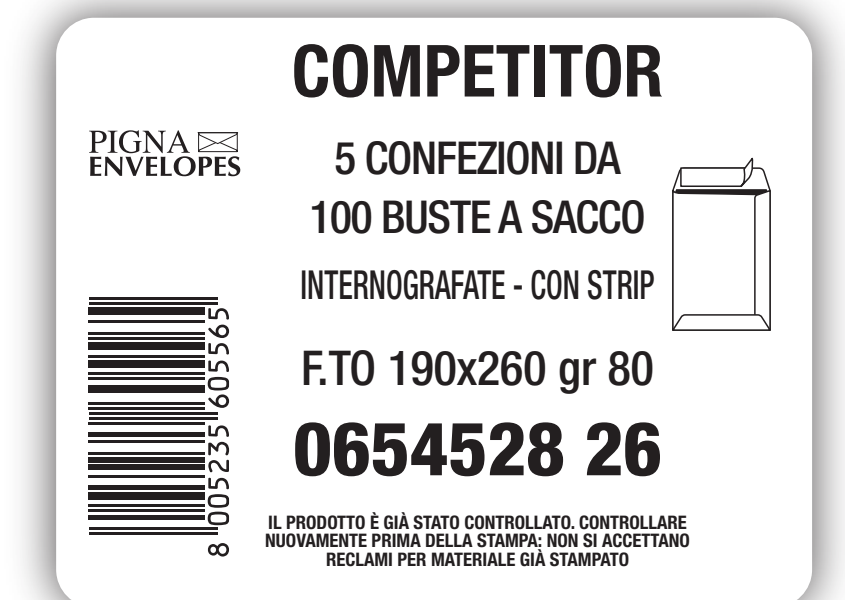 COMPETITOR
PIGNA
ENVELOPES
5 CONFEZIONI DA
100 BUSTE A SACCO
INTERNOGRAFATE - CON STRIP
F.TO 190x260 gr 80
0654528 26
8 005235 605565
IL PRODOTTO È GIÀ STATO CONTROLLATO. CONTROLLARE
NUOVAMENTE PRIMA DELLA STAMPA: NON SI ACCETTANO
RECLAMI PER MATERIALE GIÀ STAMPATO